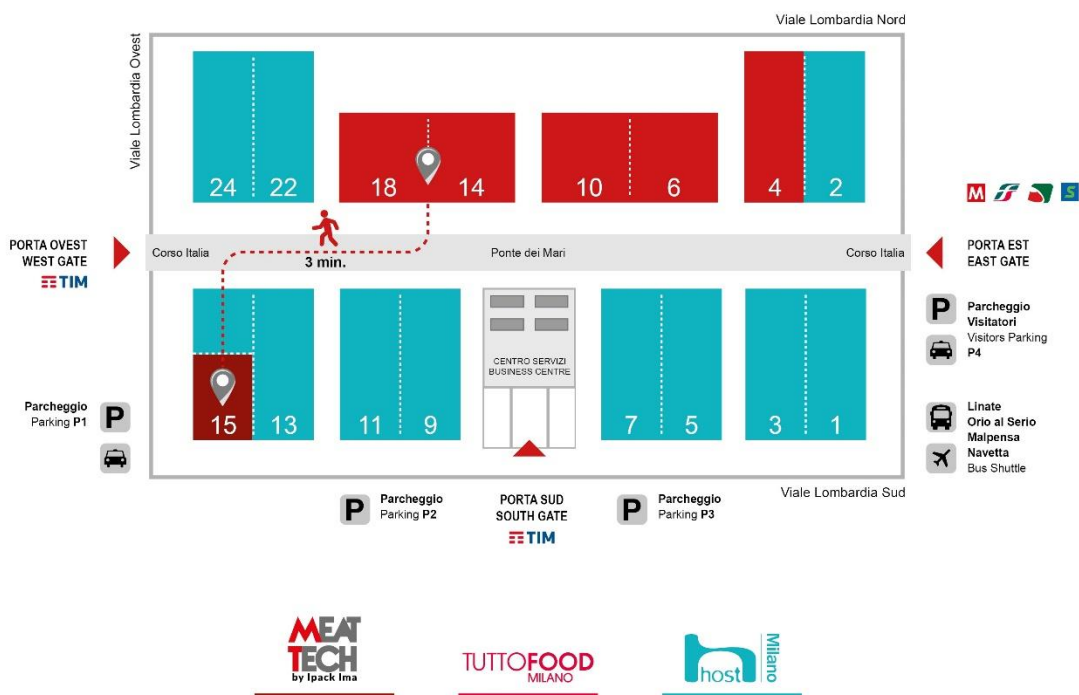 Viale Lombardia Nord
Viale Lombardia Ovest
24 22
18 14
10 6
4 2
M S
PORTA OVEST
WEST GATE
TIM
Corso Italia
3 min.
Ponte dei Mari
Corso Italia
PORTA EST
EAST GATE
P
Parcheggio
Visitatori
Visitors Parking
P4
CENTRO SERVIZI
BUSINESS CENTRE
Parcheggio
Parking P1
P
15 13
11 9
7 5
3 1
Linate
Orio al Serio
Malpensa
Navetta
Bus Shuttle
Viale Lombardia Sud
P
Parcheggio
Parking P2
PORTA SUD
SOUTH GATE
TIM
P
Parcheggio
Parking P3
MEAT
TECH
by Ipack Ima
TUTTOFOOD
MILANO
host
Milano